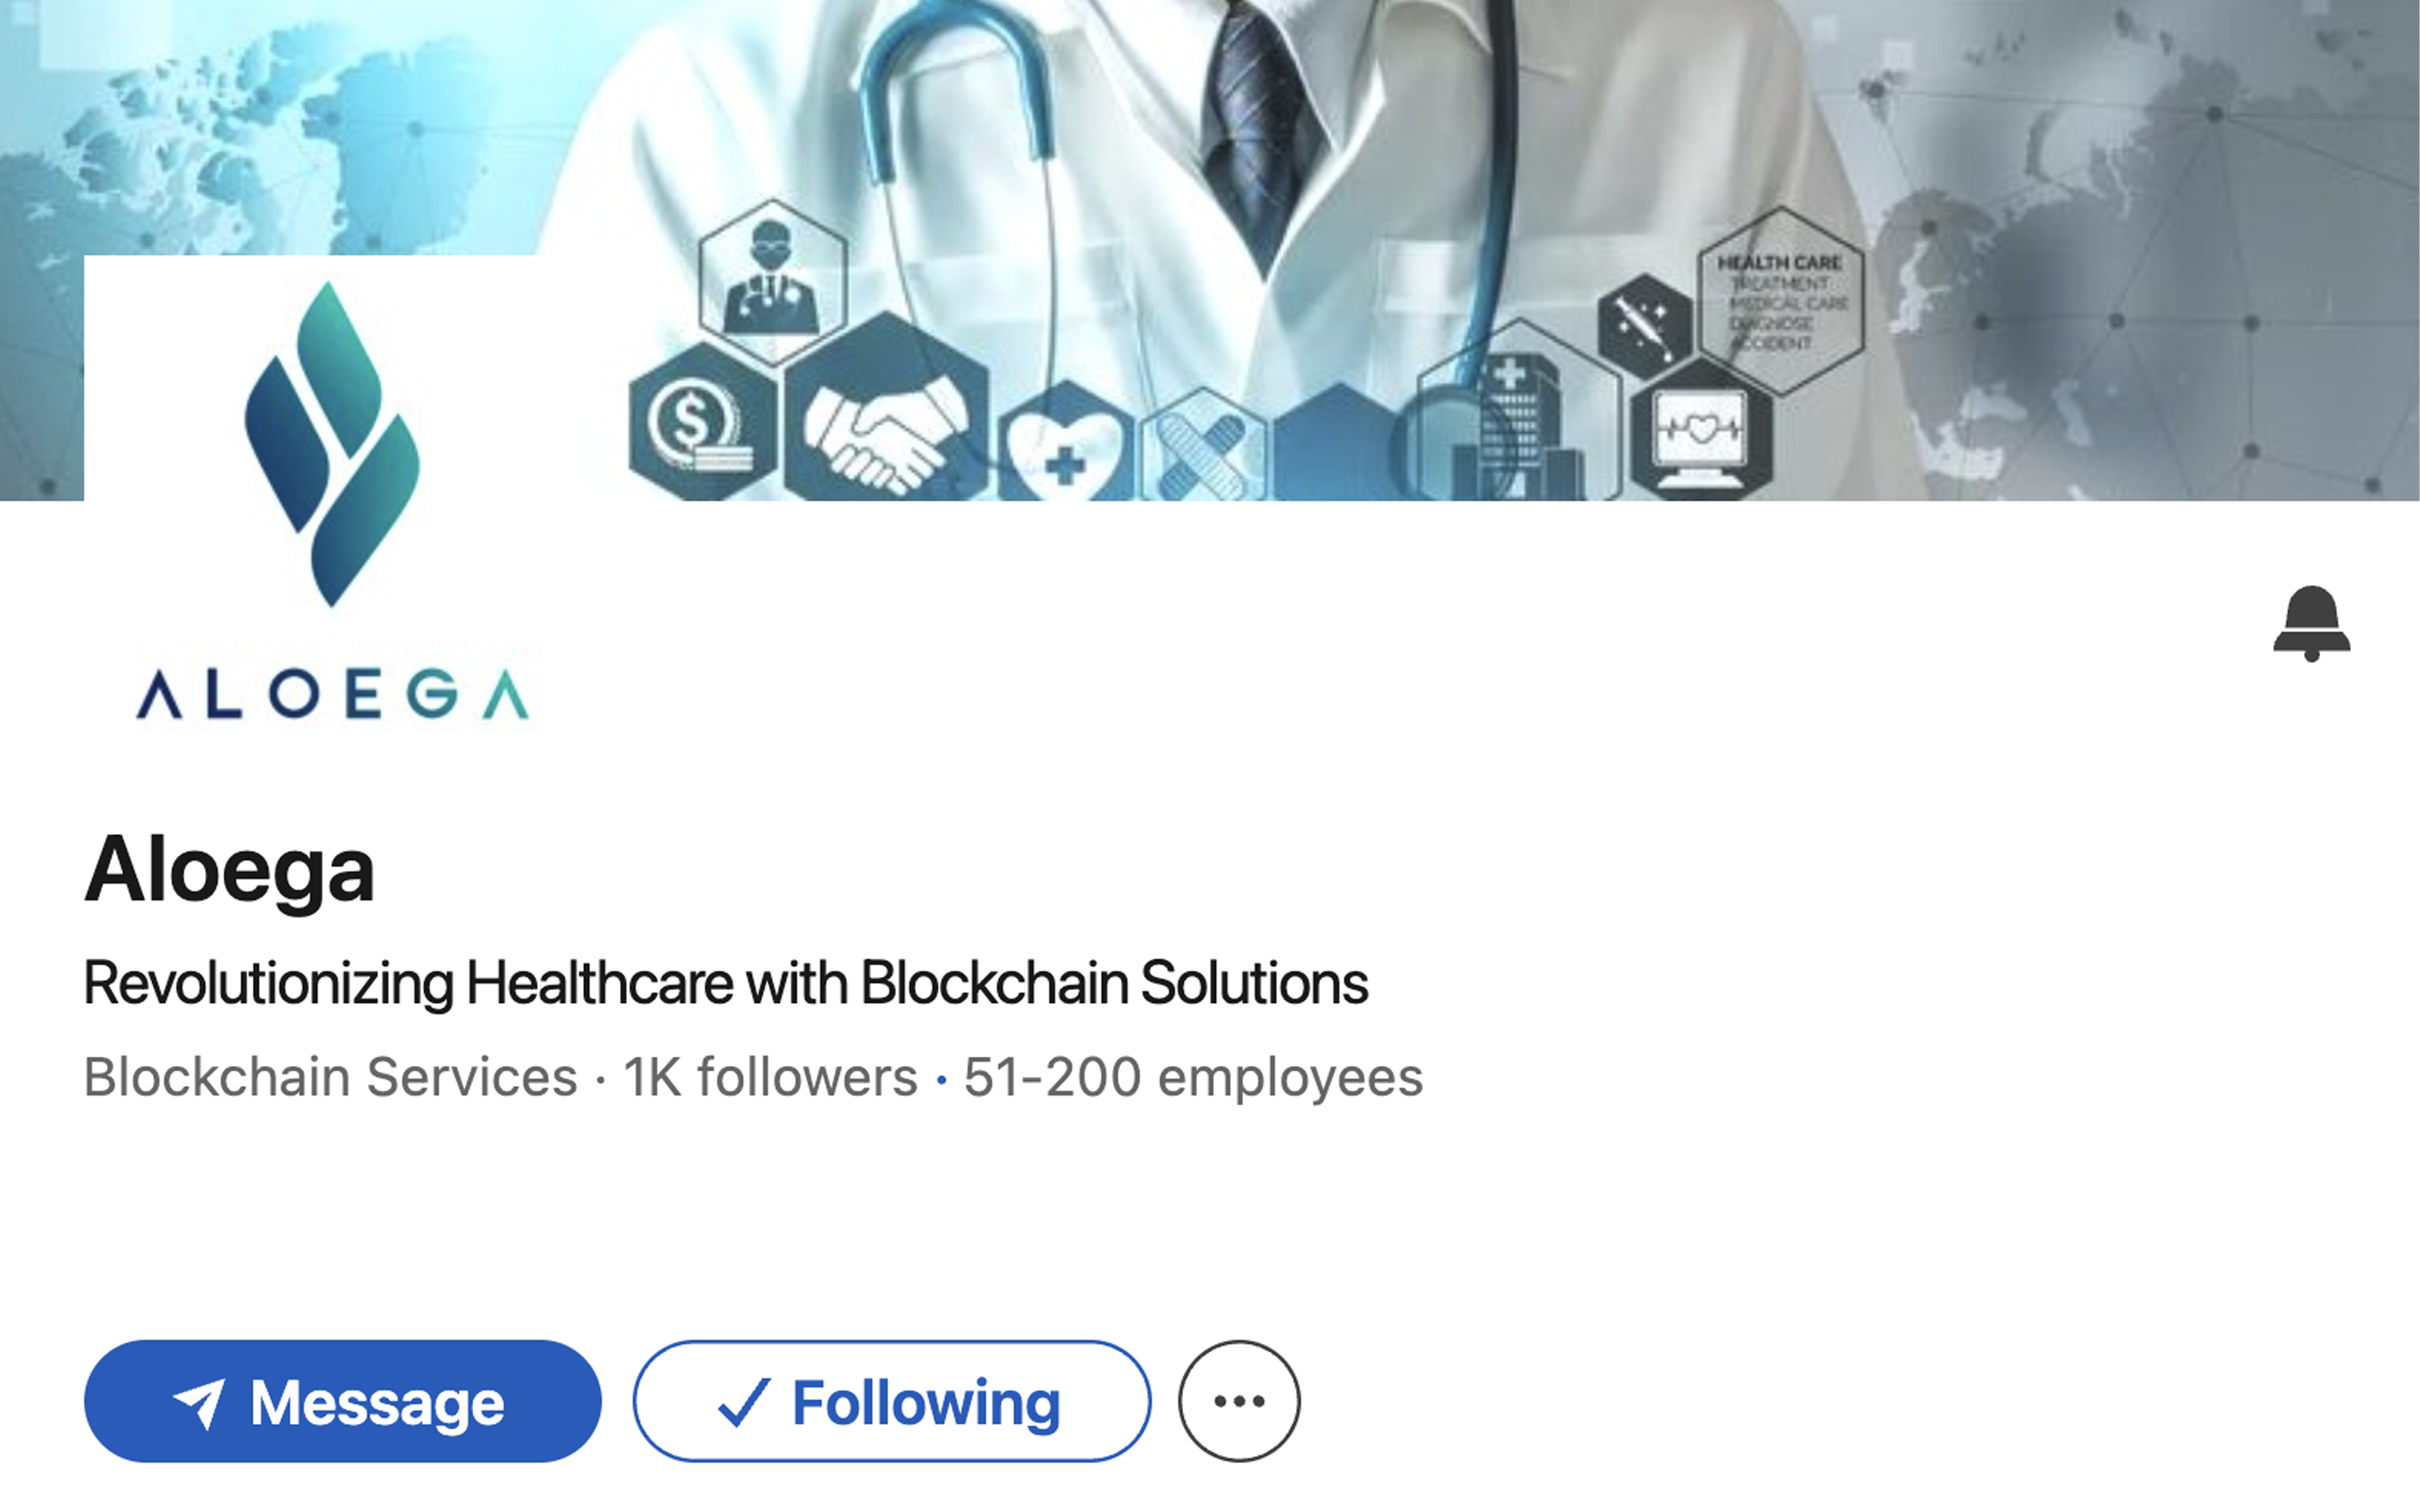 HEALTH CARE
TREATMENT
MEDICAL CARE
DIAGNOSE
ACCIDENT
$
ALOEGA
Aloega
Revolutionizing Healthcare with Blockchain Solutions
Blockchain Services · 1K followers · 51-200 employees
Message
Following